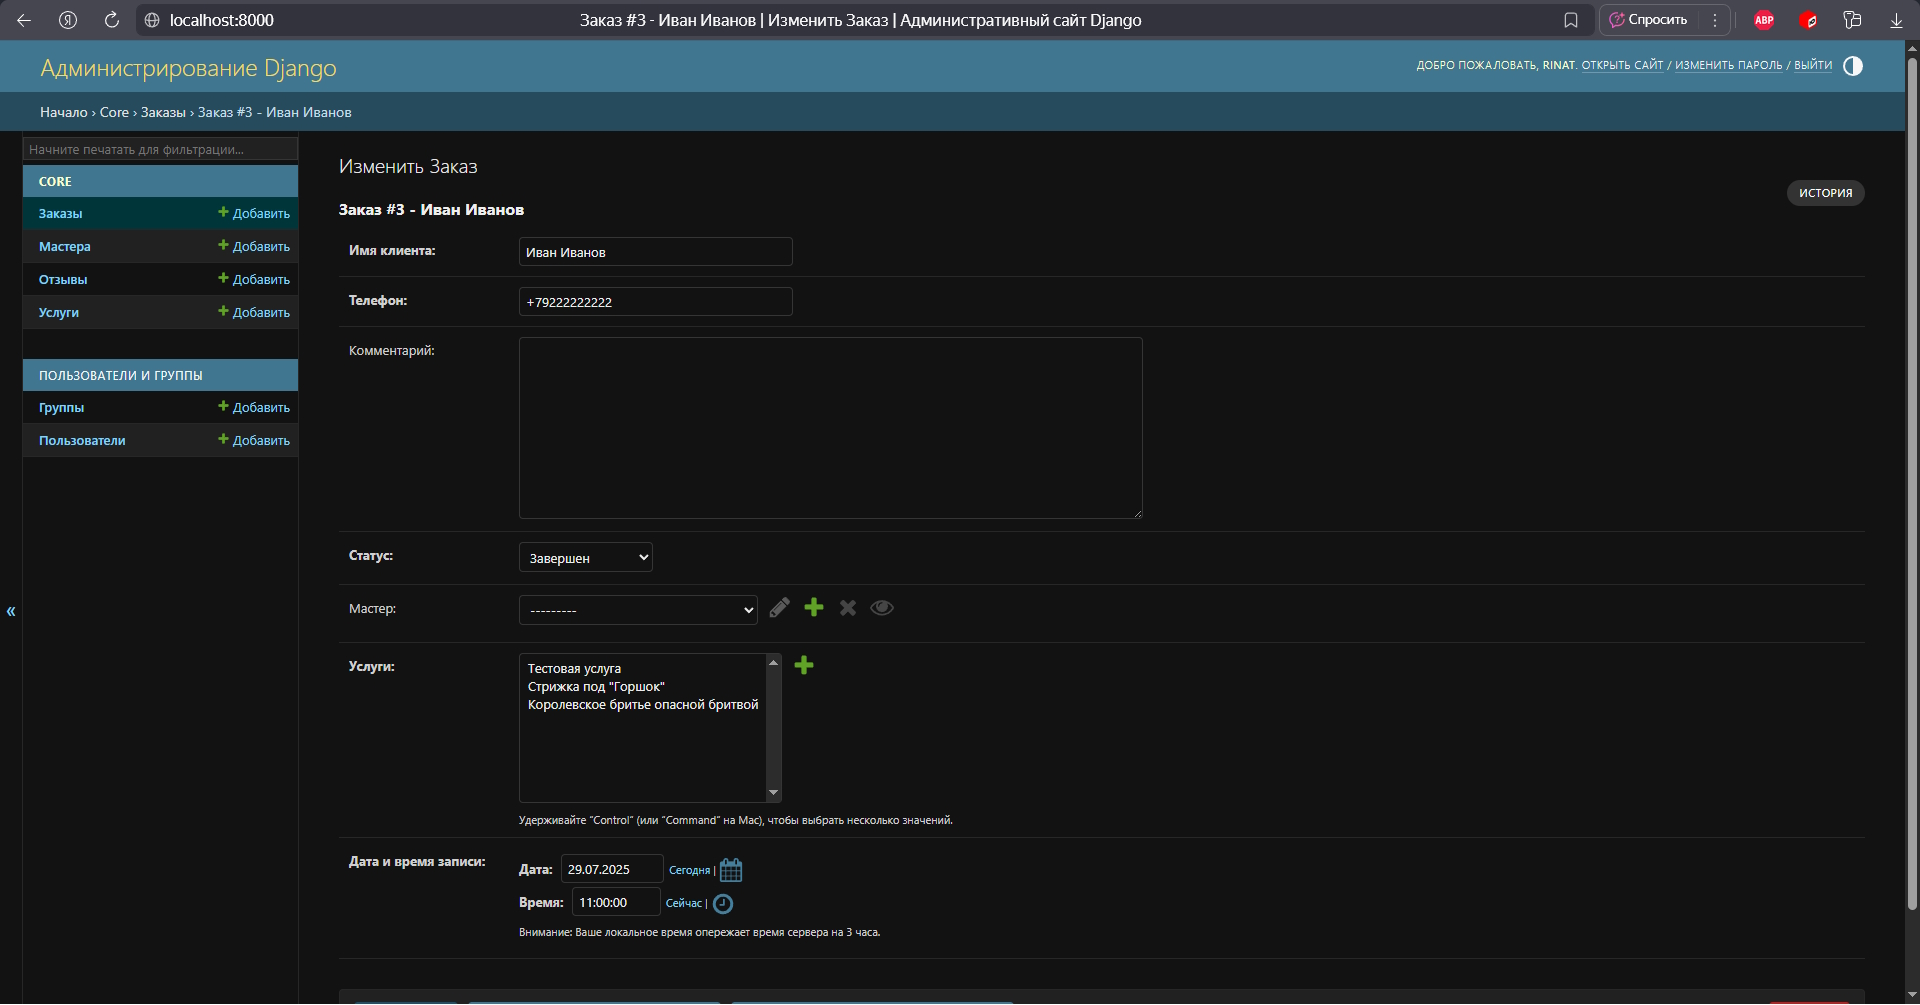 localhost:8000
Заказ #3 - Иван Иванов | Изменить Заказ | Административный сайт Django
Спросить
ABP
Администрирование Django
ДОБРО ПОЖАЛОВАТЬ, RINAT. ОТКРЫТЬ САЙТ / ИЗМЕНИТЬ ПАРОЛЬ / ВЫЙТИ
Начало › Core › Заказы › Заказ #3 - Иван Иванов
Начните печатать для фильтрации...
CORE
Заказы Добавить
Мастера Добавить
Отзывы Добавить
Услуги Добавить
ПОЛЬЗОВАТЕЛИ И ГРУППЫ
Группы Добавить
Пользователи Добавить
«
Изменить Заказ
ИСТОРИЯ
Заказ #3 - Иван Иванов
Имя клиента: Иван Иванов
Телефон: +79222222222
Комментарий:
Статус: Завершен
Мастер: ---------
Услуги:
Тестовая услуга
Стрижка под "Горшок"
Королевское бритье опасной бритвой
Удерживайте “Control“ (или “Command“ на Mac), чтобы выбрать несколько значений.
Дата и время записи:
Дата: 29.07.2025 Сегодня |
Время: 11:00:00 Сейчас |
Внимание: Ваше локальное время опережает время сервера на 3 часа.